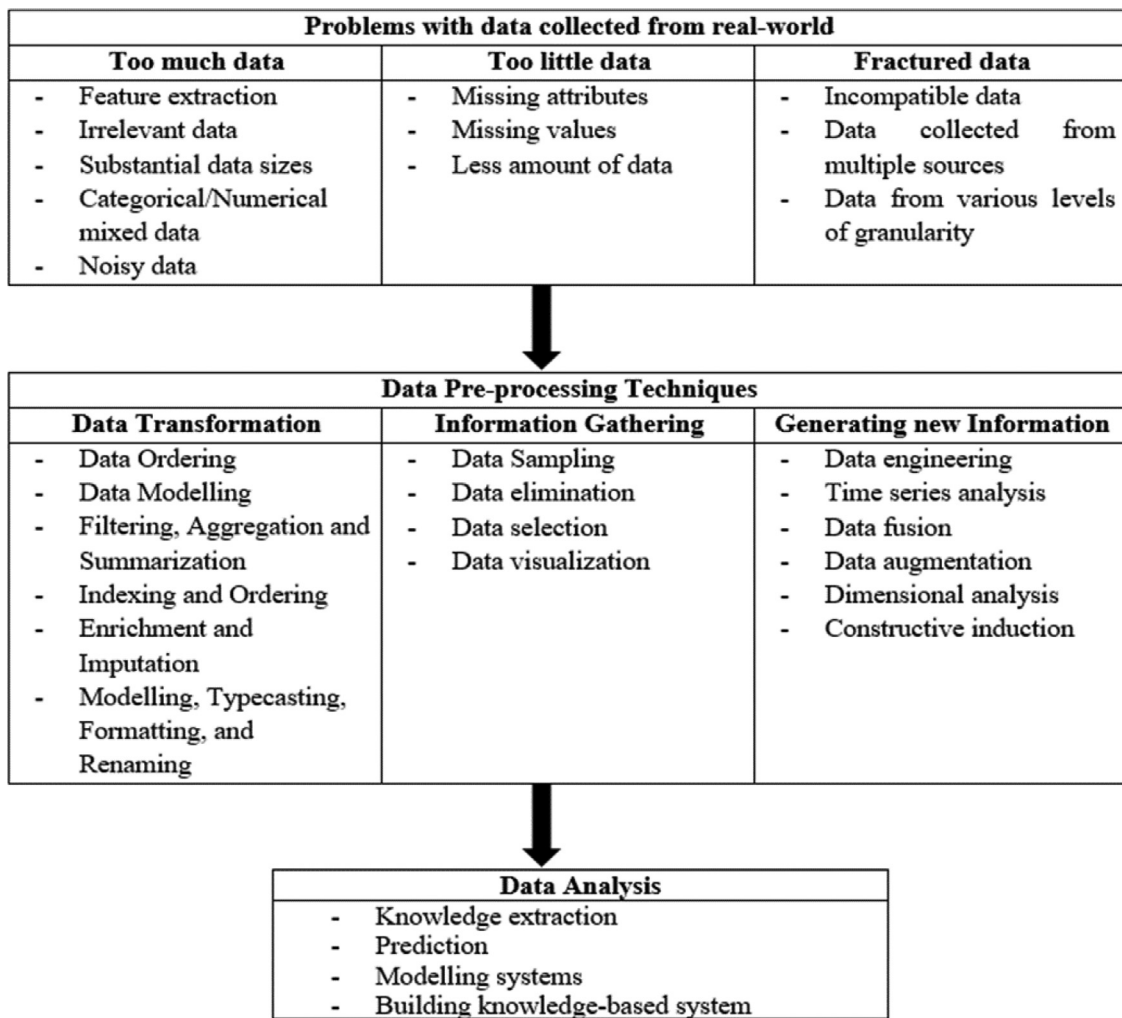 Problems with data collected from real-world
Too much data
- Feature extraction
- Irrelevant data
- Substantial data sizes
- Categorical/Numerical
mixed data
- Noisy data
Too little data
- Missing attributes
- Missing values
- Less amount of data
Fractured data
- Incompatible data
- Data collected from
multiple sources
- Data from various levels
of granularity
Data Pre-processing Techniques
Data Transformation
- Data Ordering
- Data Modelling
- Filtering, Aggregation and
Summarization
- Indexing and Ordering
- Enrichment and
Imputation
- Modelling, Typecasting,
Formatting, and
Renaming
Information Gathering
- Data Sampling
- Data elimination
- Data selection
- Data visualization
Generating new Information
- Data engineering
- Time series analysis
- Data fusion
- Data augmentation
- Dimensional analysis
- Constructive induction
Data Analysis
- Knowledge extraction
- Prediction
- Modelling systems
- Building knowledge-based system